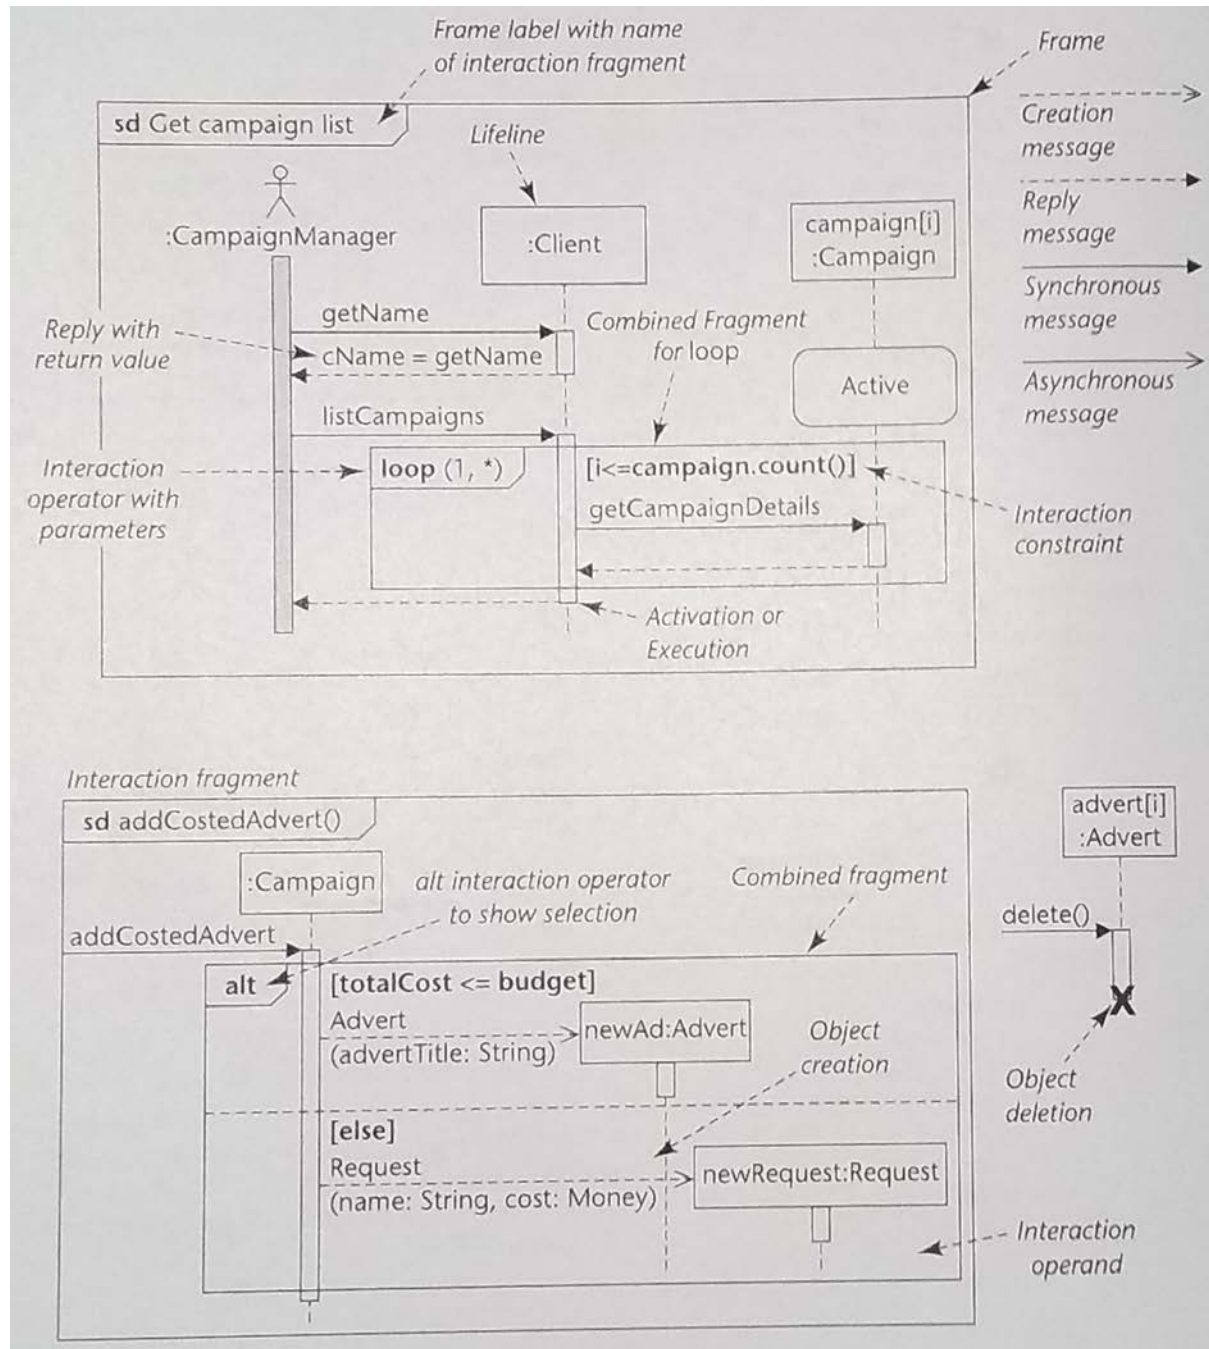 Frame label with name
of interaction fragment
Frame
sd Get campaign list
Lifeline
Creation
message
:CampaignManager
:Client
campaign[i]
:Campaign
Reply
message
Synchronous
message
getName
Reply with
return value
cName = getName
Combined Fragment
for loop
Active
Asynchronous
message
listCampaigns
Interaction
operator with
parameters
loop (1, *)
[i<=campaign.count()]
getCampaignDetails
Interaction
constraint
Activation or
Execution
Interaction fragment
sd addCostedAdvert()
advert[i]
:Advert
:Campaign
alt interaction operator
to show selection
Combined fragment
addCostedAdvert
delete()
alt
[totalCost <= budget]
Advert
(advertTitle: String)
newAd:Advert
Object
creation
Object
deletion
[else]
Request
(name: String, cost: Money)
newRequest:Request
Interaction
operand